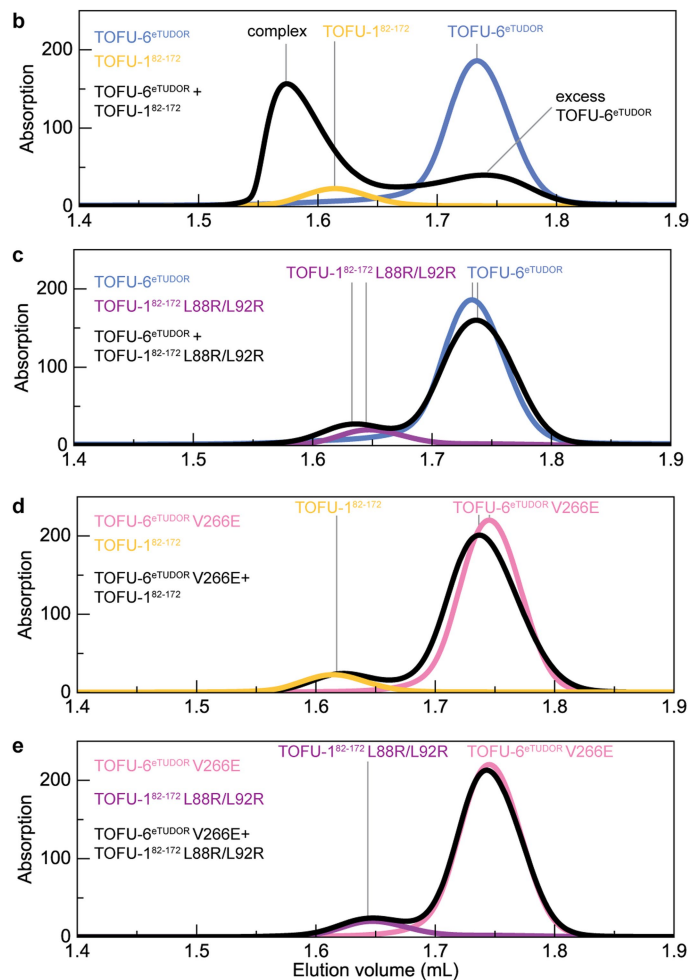 b
complex TOFU-1⁸²⁻¹⁷² TOFU-6ᵉᵀᵁᴰᴼᴿ
TOFU-6ᵉᵀᵁᴰᴼᴿ
TOFU-1⁸²⁻¹⁷²
TOFU-6ᵉᵀᵁᴰᴼᴿ +
TOFU-1⁸²⁻¹⁷²
excess
TOFU-6ᵉᵀᵁᴰᴼᴿ
Absorption
200
100
0
1.4 1.5 1.6 1.7 1.8 1.9
c
TOFU-1⁸²⁻¹⁷² L88R/L92R TOFU-6ᵉᵀᵁᴰᴼᴿ
TOFU-6ᵉᵀᵁᴰᴼᴿ
TOFU-1⁸²⁻¹⁷² L88R/L92R
TOFU-6ᵉᵀᵁᴰᴼᴿ +
TOFU-1⁸²⁻¹⁷² L88R/L92R
Absorption
200
100
0
1.4 1.5 1.6 1.7 1.8 1.9
d
TOFU-1⁸²⁻¹⁷² TOFU-6ᵉᵀᵁᴰᴼᴿ V266E
TOFU-6ᵉᵀᵁᴰᴼᴿ V266E
TOFU-1⁸²⁻¹⁷²
TOFU-6ᵉᵀᵁᴰᴼᴿ V266E+
TOFU-1⁸²⁻¹⁷²
Absorption
200
100
0
1.4 1.5 1.6 1.7 1.8 1.9
e
TOFU-1⁸²⁻¹⁷² L88R/L92R TOFU-6ᵉᵀᵁᴰᴼᴿ V266E
TOFU-6ᵉᵀᵁᴰᴼᴿ V266E
TOFU-1⁸²⁻¹⁷² L88R/L92R
TOFU-6ᵉᵀᵁᴰᴼᴿ V266E+
TOFU-1⁸²⁻¹⁷² L88R/L92R
Absorption
200
100
0
1.4 1.5 1.6 1.7 1.8 1.9
Elution volume (mL)